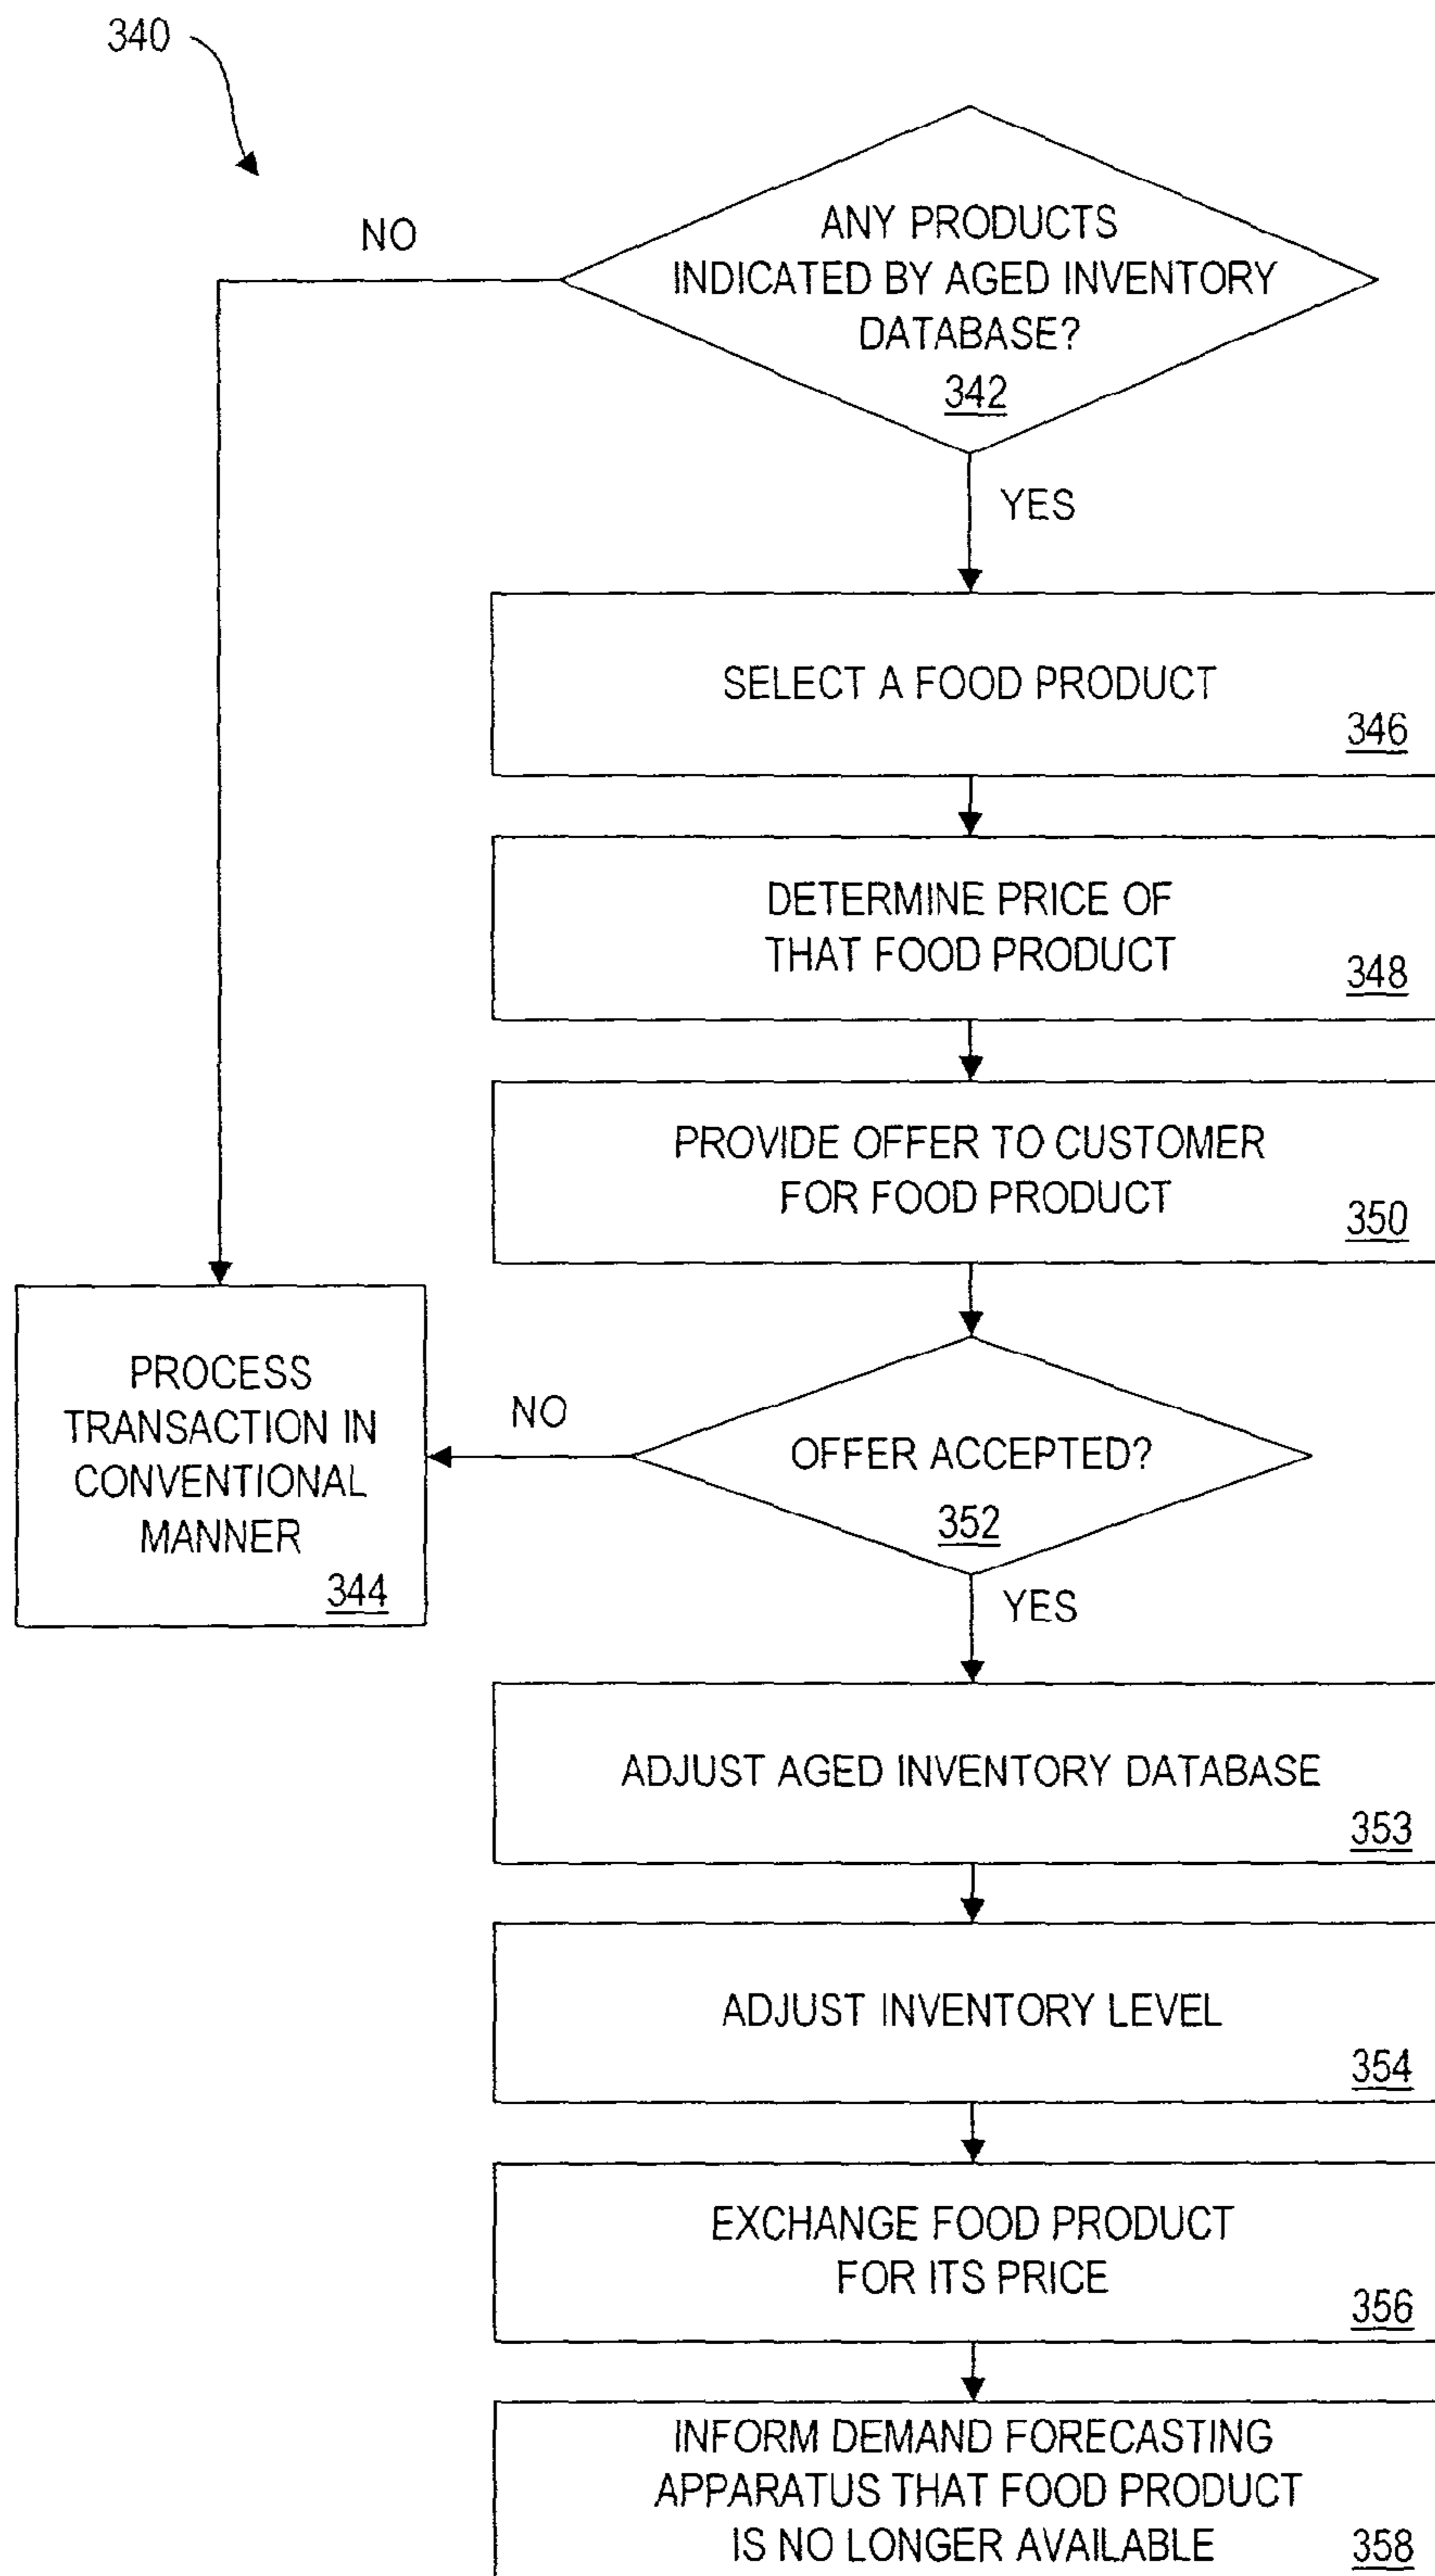 340
ANY PRODUCTS
INDICATED BY AGED INVENTORY
DATABASE?
342
NO
YES
SELECT A FOOD PRODUCT
346
DETERMINE PRICE OF
THAT FOOD PRODUCT
348
PROVIDE OFFER TO CUSTOMER
FOR FOOD PRODUCT
350
OFFER ACCEPTED?
352
NO
PROCESS
TRANSACTION IN
CONVENTIONAL
MANNER
344
YES
ADJUST AGED INVENTORY DATABASE
353
ADJUST INVENTORY LEVEL
354
EXCHANGE FOOD PRODUCT
FOR ITS PRICE
356
INFORM DEMAND FORECASTING
APPARATUS THAT FOOD PRODUCT
IS NO LONGER AVAILABLE
358